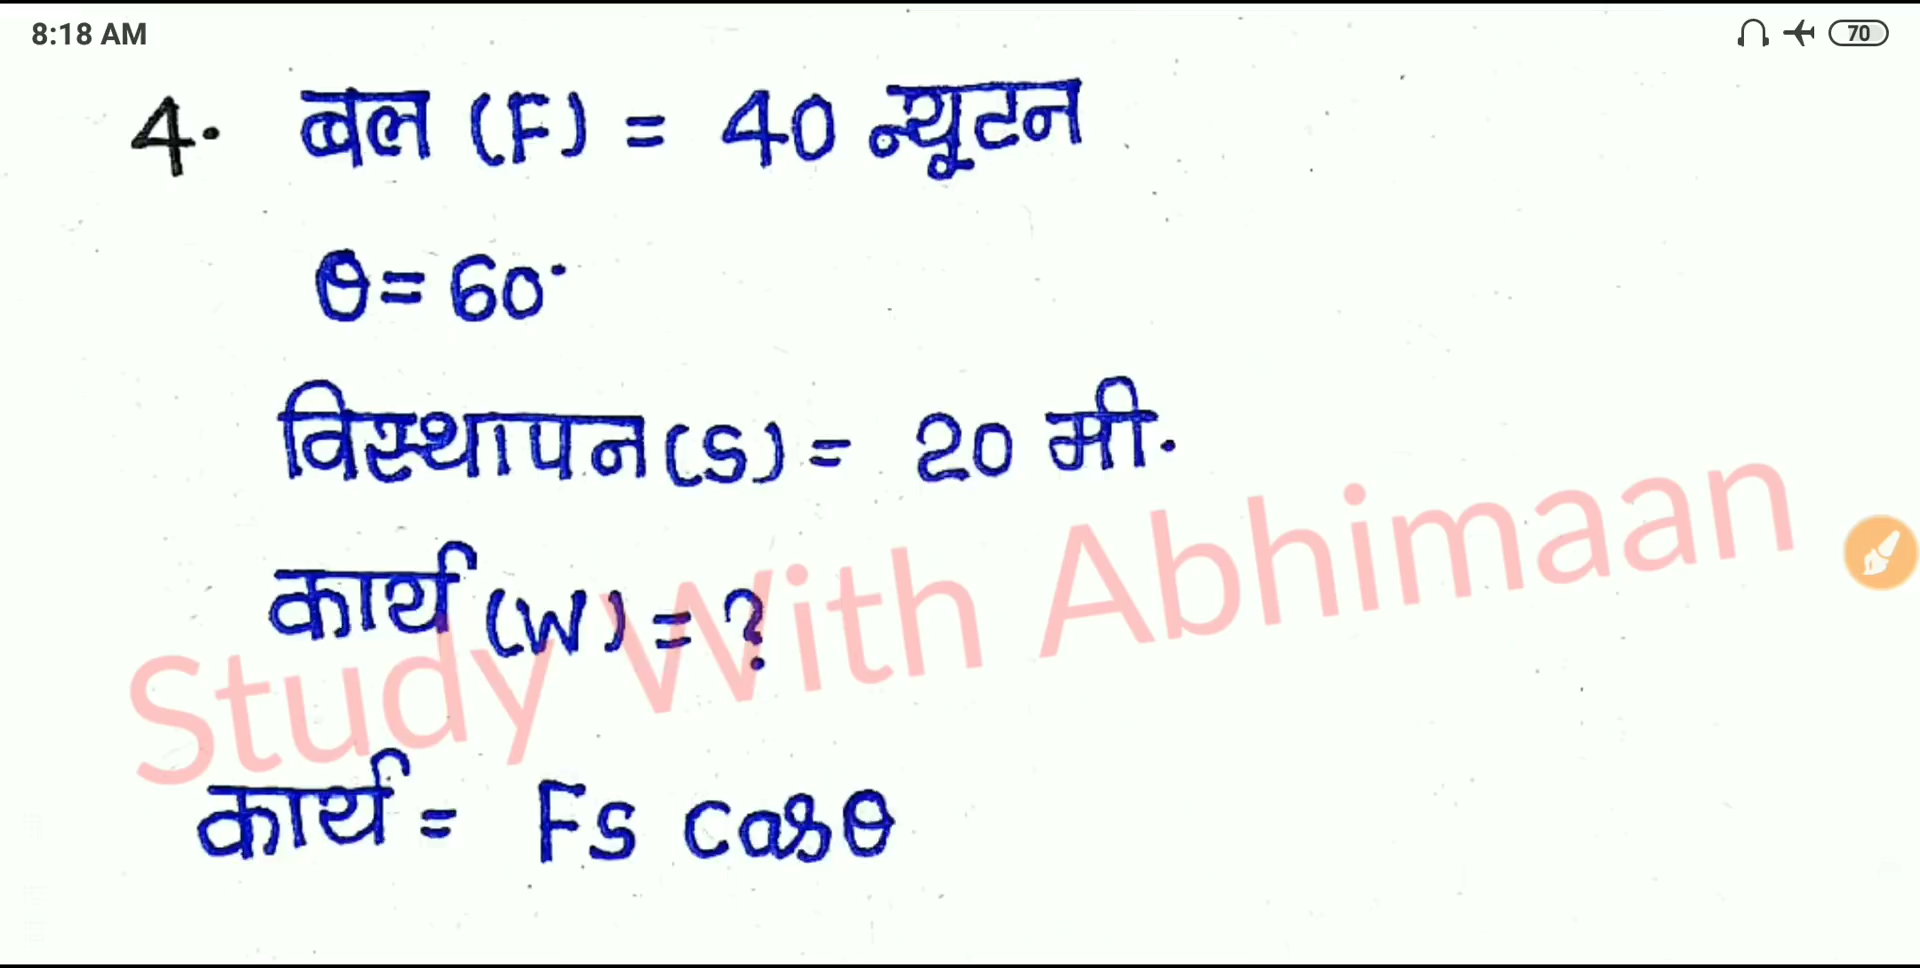 8:18 AM
70
4. बल (F) = 40 न्यूटन
θ = 60°
विस्थापन (S) = 20 मी.
कार्य (W) = ?
Study With Abhimaan
कार्य = Fs cosθ